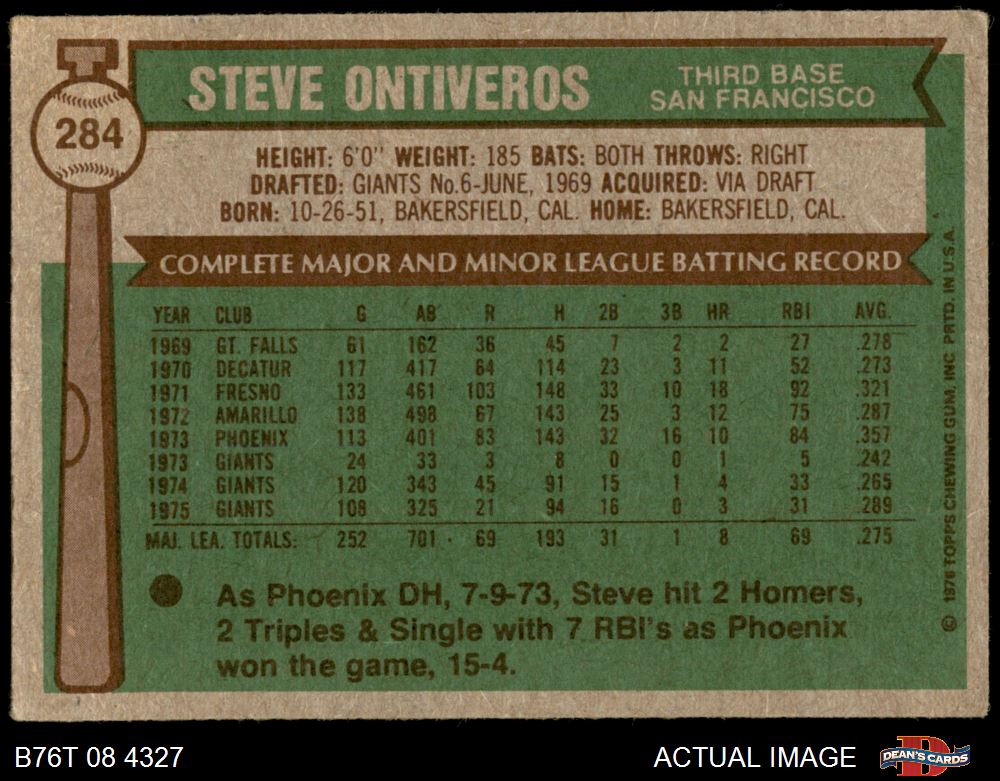 284
STEVE ONTIVEROS
THIRD BASE
SAN FRANCISCO
HEIGHT: 6'0" WEIGHT: 185 BATS: BOTH THROWS: RIGHT
DRAFTED: GIANTS No.6-JUNE, 1969 ACQUIRED: VIA DRAFT
BORN: 10-26-51, BAKERSFIELD, CAL. HOME: BAKERSFIELD, CAL.
COMPLETE MAJOR AND MINOR LEAGUE BATTING RECORD
YEAR CLUB G AB R H 2B 3B HR RBI AVG.
1969 GT. FALLS 61 162 36 45 7 2 2 27 .278
1970 DECATUR 117 417 64 114 23 3 11 52 .273
1971 FRESNO 133 461 103 148 33 10 18 92 .321
1972 AMARILLO 138 498 67 143 25 3 12 75 .287
1973 PHOENIX 113 401 83 143 32 16 10 84 .357
1973 GIANTS 24 33 3 8 0 0 1 5 .242
1974 GIANTS 120 343 45 91 15 1 4 33 .265
1975 GIANTS 108 325 21 94 16 0 3 31 .289
MAJ. LEA. TOTALS: 252 701 69 193 31 1 8 69 .275
As Phoenix DH, 7-9-73, Steve hit 2 Homers,
2 Triples & Single with 7 RBI's as Phoenix
won the game, 15-4.
© 1976 TOPPS CHEWING GUM, INC PRTD. IN U.S.A.
B76T 08 4327
ACTUAL IMAGE
DEAN'S CARDS